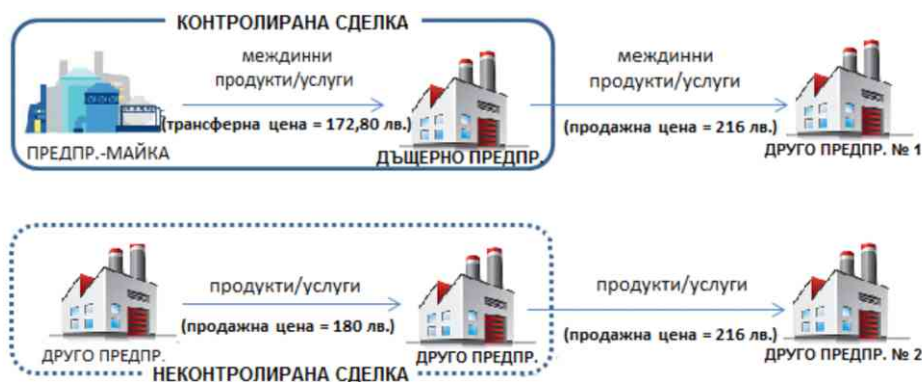 КОНТРОЛИРАНА СДЕЛКА
междинни
продукти/услуги
(трансферна цена = 172,80 лв.)
ПРЕДПР.-МАЙКА
ДЪЩЕРНО ПРЕДПР.
междинни
продукти/услуги
(продажна цена = 216 лв.)
ДРУГО ПРЕДПР. № 1
продукти/услуги
(продажна цена = 180 лв.)
ДРУГО ПРЕДПР.
ДРУГО ПРЕДПР.
НЕКОНТРОЛИРАНА СДЕЛКА
продукти/услуги
(продажна цена = 216 лв.)
ДРУГО ПРЕДПР. № 2